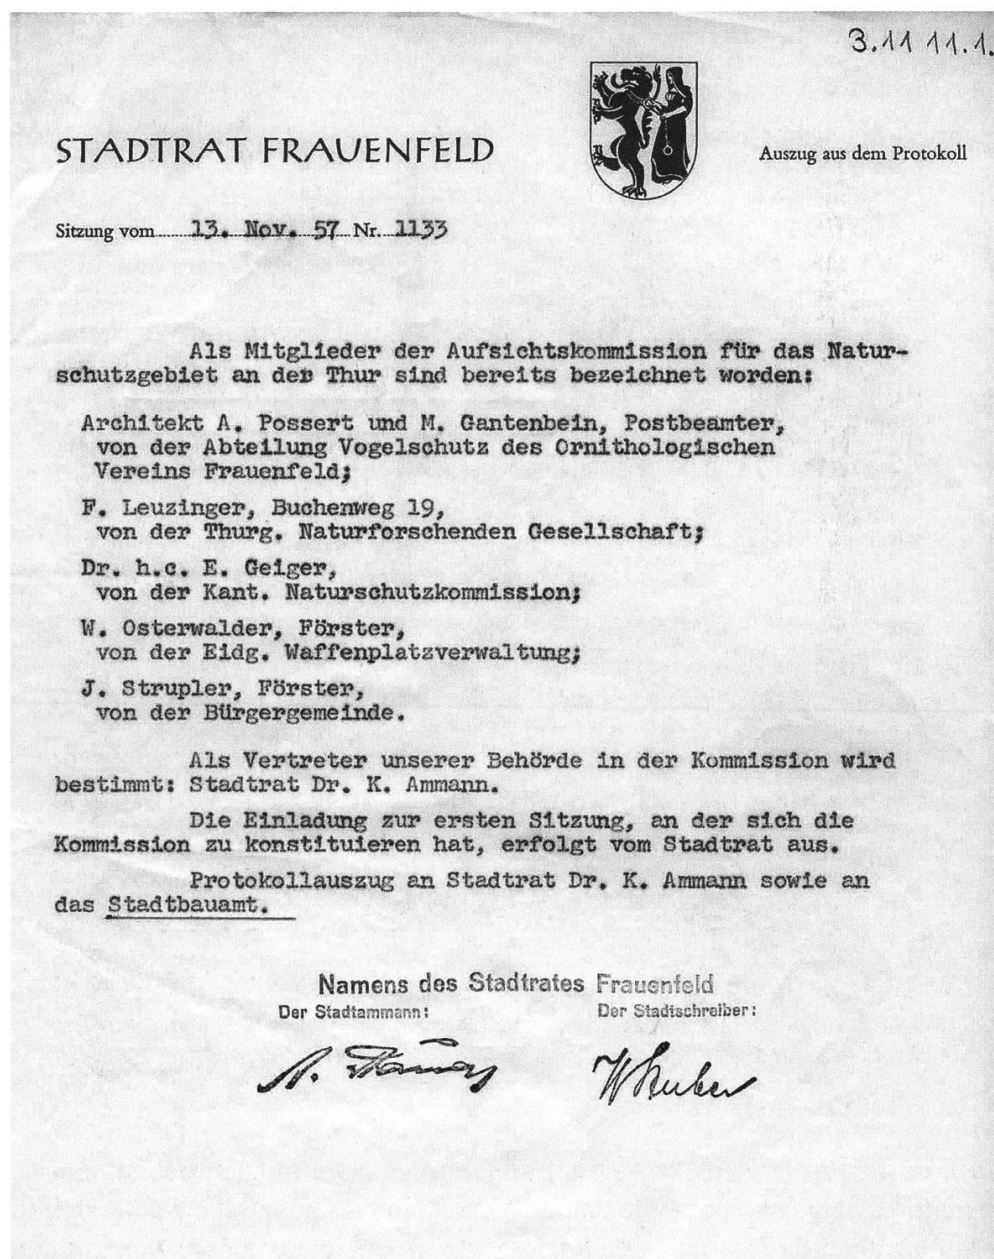 3.11 11.1.
STADTRAT FRAUENFELD
Auszug aus dem Protokoll
Sitzung vom 13. Nov. 57 Nr. 1133
Als Mitglieder der Aufsichtskommission für das Natur-
schutzgebiet an der Thur sind bereits bezeichnet worden:
Architekt A. Possert und M. Gantenbein, Postbeamter,
von der Abteilung Vogelschutz des Ornithologischen
Vereins Frauenfeld;
F. Leuzinger, Buchenweg 19,
von der Thurg. Naturforschenden Gesellschaft;
Dr. h.c. E. Geiger,
von der Kant. Naturschutzkommission;
W. Osterwalder, Förster,
von der Eidg. Waffenplatzverwaltung;
J. Strupler, Förster,
von der Bürgergemeinde.
Als Vertreter unserer Behörde in der Kommission wird
bestimmt: Stadtrat Dr. K. Ammann.
Die Einladung zur ersten Sitzung, an der sich die
Kommission zu konstituieren hat, erfolgt vom Stadtrat aus.
Protokollauszug an Stadtrat Dr. K. Ammann sowie an
das Stadtbauamt.
Namens des Stadtrates Frauenfeld
Der Stadtammann: Der Stadtschreiber: